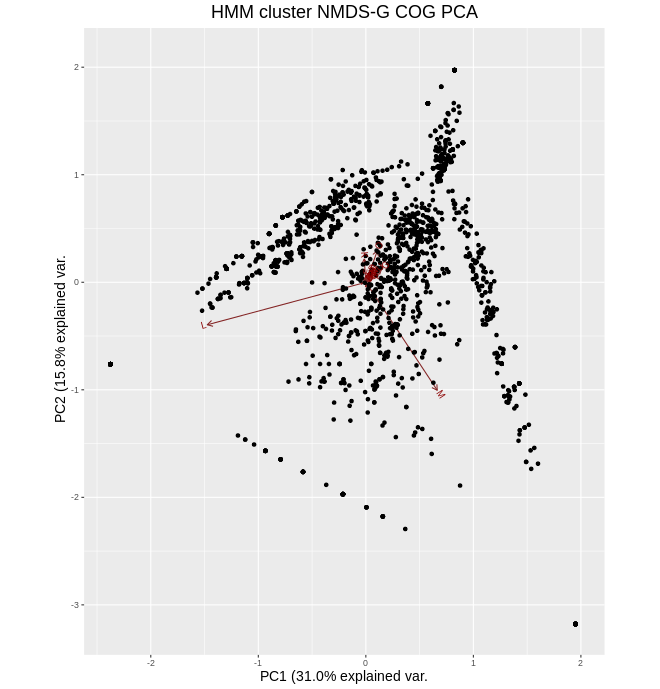 HMM cluster NMDS-G COG PCA
2
1
0
-1
-2
-3
PC2 (15.8% explained var.
L
M
-2
-1
0
1
2
PC1 (31.0% explained var.